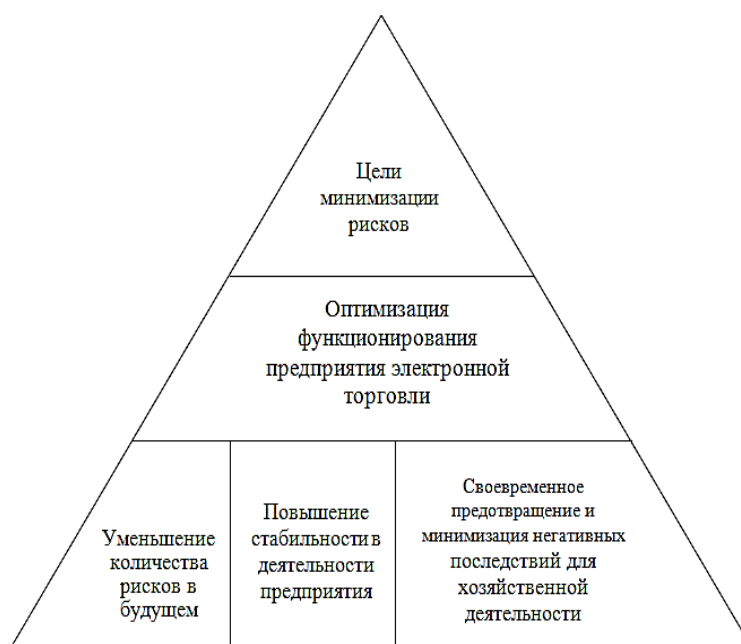 Цели
минимизации
рисков
Оптимизация
функционирования
предприятия электронной
торговли
Уменьшение
количества
рисков в
будущем
Повышение
стабильности в
деятельности
предприятия
Своевременное
предотвращение и
минимизация негативных
последствий для
хозяйственной
деятельности